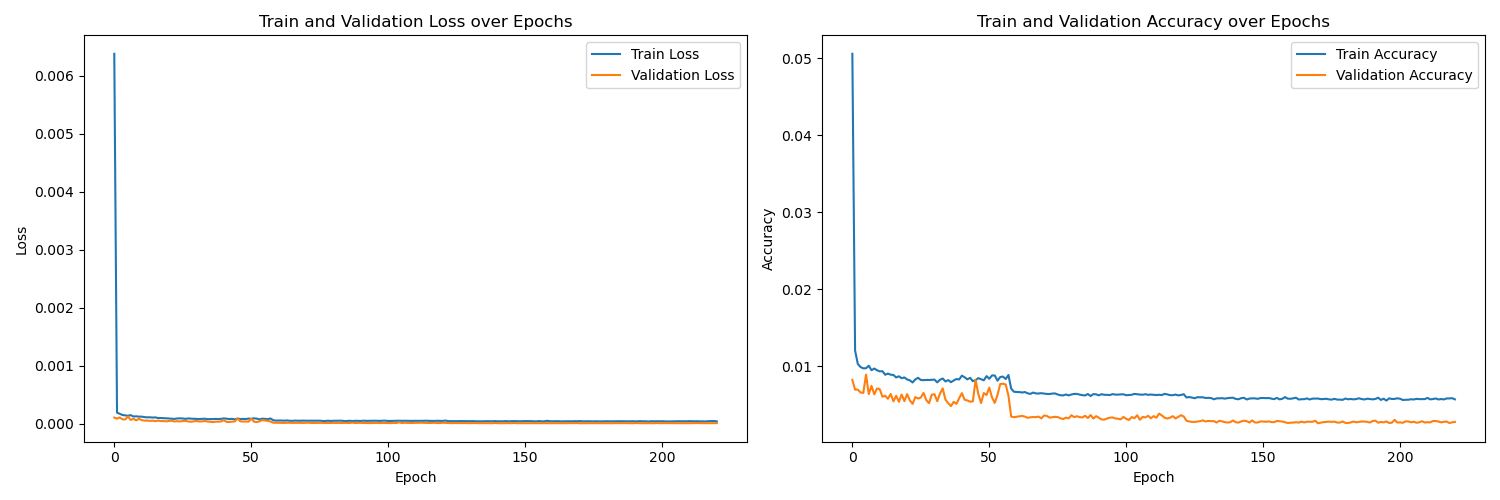 Train and Validation Loss over Epochs
Train Loss
Validation Loss
0.006
0.005
0.004
0.003
0.002
0.001
0.000
Loss
0 50 100 150 200
Epoch
Train and Validation Accuracy over Epochs
Train Accuracy
Validation Accuracy
0.05
0.04
0.03
0.02
0.01
Accuracy
0 50 100 150 200
Epoch